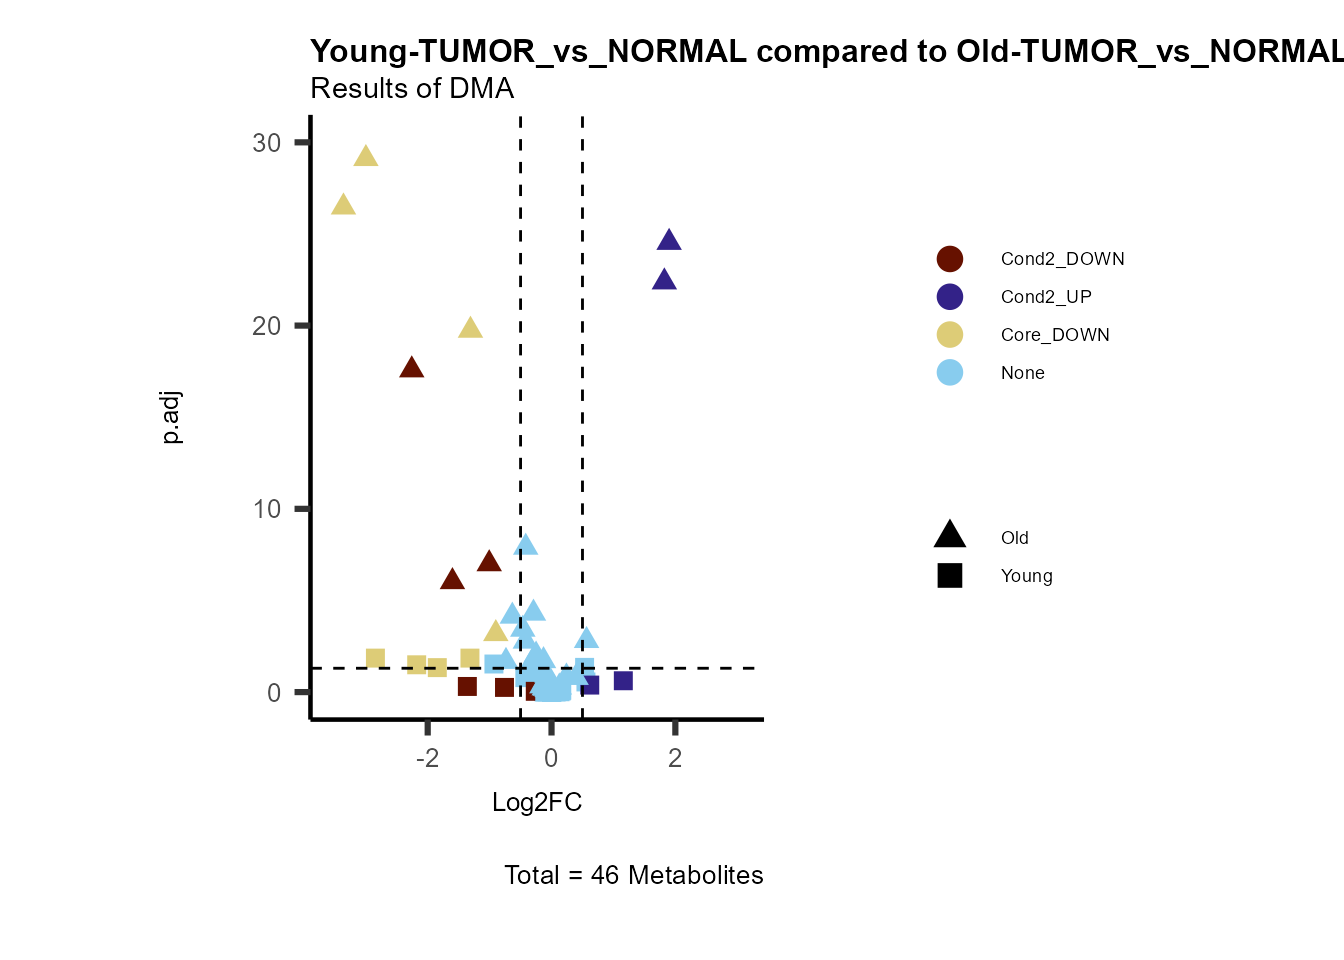 Young-TUMOR_vs_NORMAL compared to Old-TUMOR_vs_NORMAL
Results of DMA
30
20
10
0
p.adj
-2
0
2
Log2FC
Cond2_DOWN
Cond2_UP
Core_DOWN
None
Old
Young
Total = 46 Metabolites